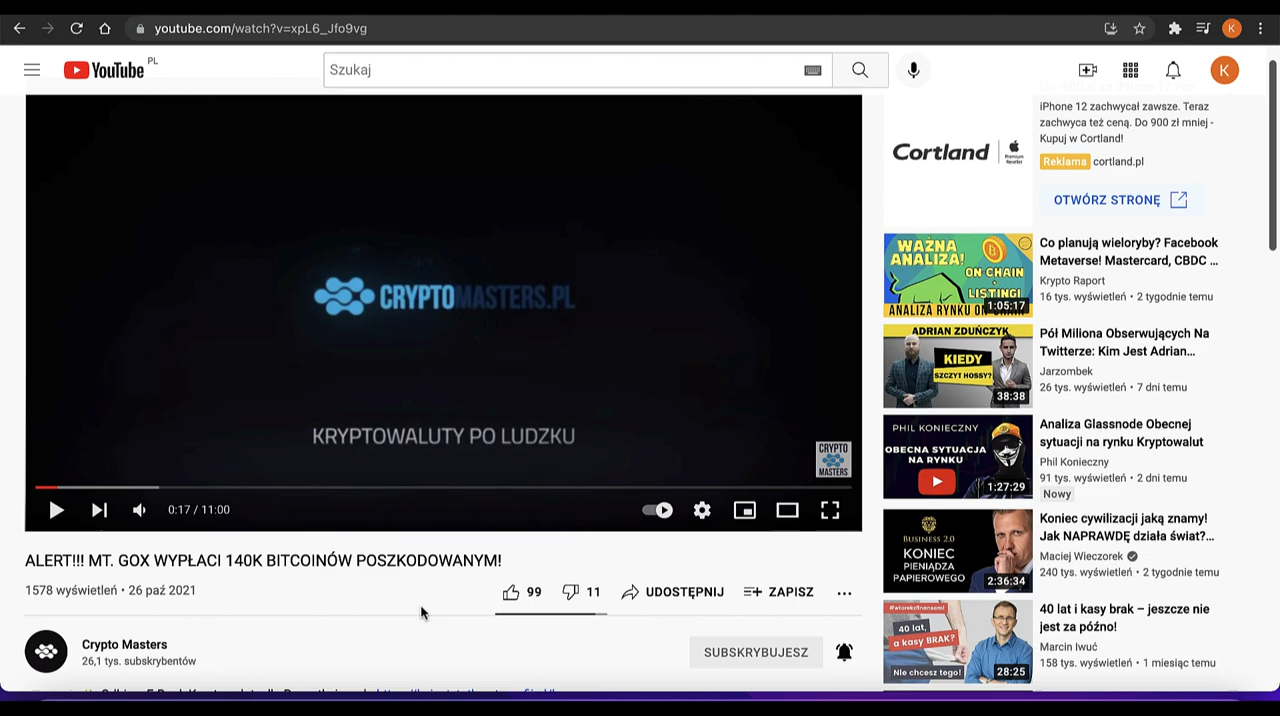 youtube.com/watch?v=xpL6_Jfo9vg
K
YouTube PL
Szukaj
K
iPhone 12 zachwycał zawsze. Teraz
zachwyca też ceną. Do 900 zł mniej -
Kupuj w Cortland!
Cortland
Premium
Reseller
Reklama cortland.pl
OTWÓRZ STRONĘ
CRYPTOMASTERS.PL
KRYPTOWALUTY PO LUDZKU
CRYPTO
MASTERS
0:17 / 11:00
ALERT!!! MT. GOX WYPŁACI 140K BITCOINÓW POSZKODOWANYM!
1578 wyświetleń • 26 paź 2021
99
11
UDOSTĘPNIJ
ZAPISZ
Crypto Masters
26,1 tys. subskrybentów
SUBSKRYBUJESZ
WAŻNA
ANALIZA!
ON-CHAIN
+
LISTINGI
ANALIZA RYNKU ON-CHAIN
1:05:17
Co planują wieloryby? Facebook
Metaverse! Mastercard, CBDC ...
Krypto Raport
16 tys. wyświetleń • 2 tygodnie temu
ADRIAN ZDUŃCZYK
KIEDY
SZCZYT HOSSY?
38:38
Pół Miliona Obserwujących Na
Twitterze: Kim Jest Adrian...
Jarzombek
26 tys. wyświetleń • 7 dni temu
PHIL KONIECZNY
OBECNA SYTUACJA
NA RYNKU
1:27:29
Analiza Glassnode Obecnej
sytuacji na rynku Kryptowalut
Phil Konieczny
91 tys. wyświetleń • 2 dni temu
Nowy
BUSINESS 2.0
KONIEC
PIENIĄDZA
PAPIEROWEGO
2:36:34
Koniec cywilizacji jaką znamy!
Jak NAPRAWDĘ działa świat?...
Maciej Wieczorek
240 tys. wyświetleń • 2 tygodnie temu
#wtorekzfinansami
40 lat,
a kasy BRAK?
Nie chcesz tego!
28:25
40 lat i kasy brak – jeszcze nie
jest za późno!
Marcin Iwuć
158 tys. wyświetleń • 1 miesiąc temu